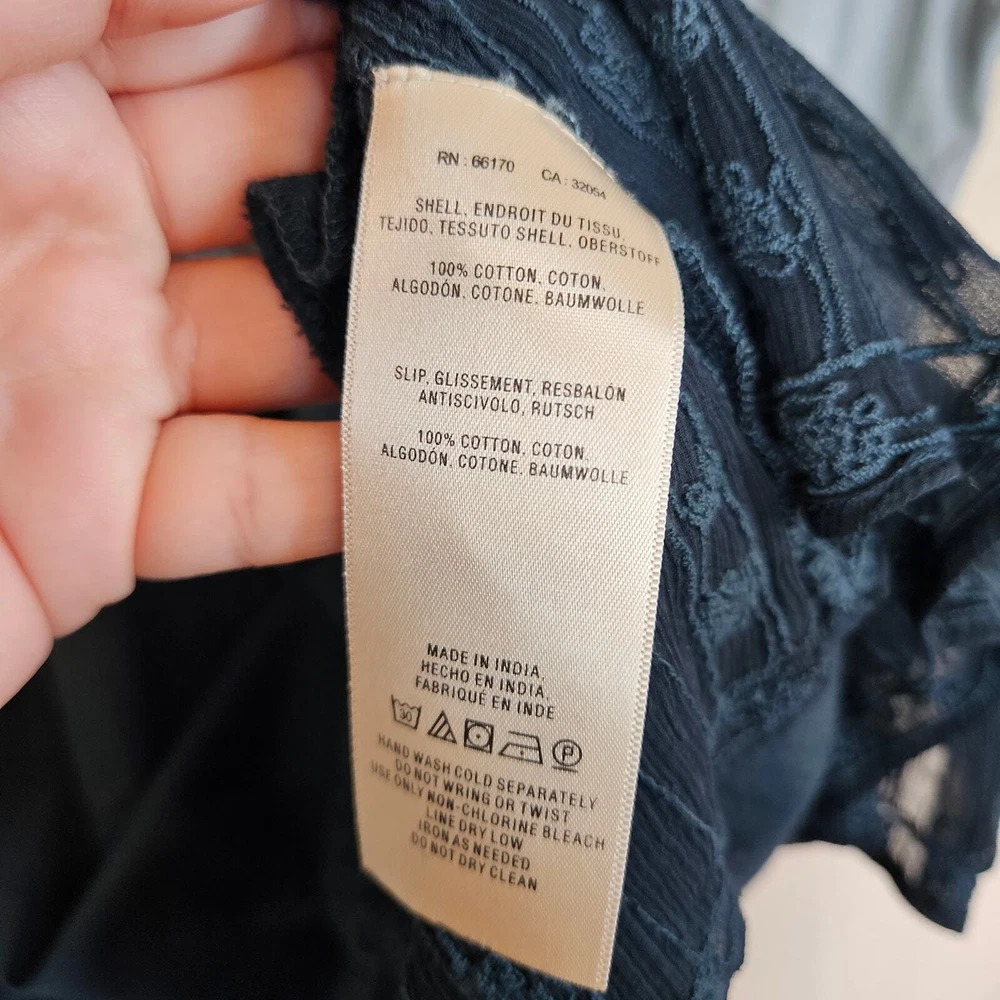 RN : 66170 CA : 32054
SHELL, ENDROIT DU TISSU,
TEJIDO, TESSUTO SHELL, OBERSTOFF
100% COTTON, COTON,
ALGODÓN, COTONE, BAUMWOLLE
SLIP, GLISSEMENT, RESBALÓN
ANTISCIVOLO, RUTSCH
100% COTTON, COTON,
ALGODÓN, COTONE, BAUMWOLLE
MADE IN INDIA,
HECHO EN INDIA,
FABRIQUÉ EN INDE
30 P
HAND WASH COLD SEPARATELY
DO NOT WRING OR TWIST
USE ONLY NON-CHLORINE BLEACH
LINE DRY LOW
IRON AS NEEDED
DO NOT DRY CLEAN